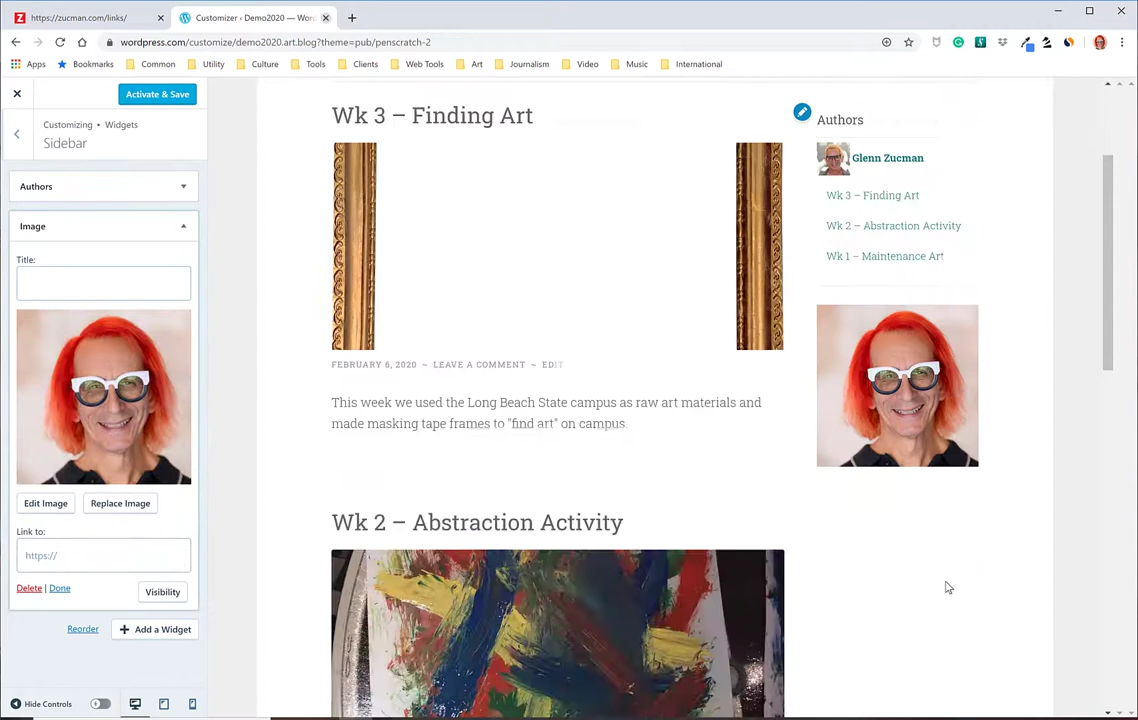 https://zucman.com/links/
Customizer ‹ Demo2020 — Wor
wordpress.com/customize/demo2020.art.blog?theme=pub/penscratch-2
Apps Bookmarks Common Utility Culture Tools Clients Web Tools Art Journalism Video Music International
Activate & Save
Customizing • Widgets
Sidebar
Authors
Image
Title:
Edit Image Replace Image
Link to:
https://
Delete | Done
Visibility
Reorder
Add a Widget
Hide Controls
Wk 3 – Finding Art
FEBRUARY 6, 2020 ~ LEAVE A COMMENT ~ EDIT
This week we used the Long Beach State campus as raw art materials and
made masking tape frames to "find art" on campus.
Wk 2 – Abstraction Activity
Authors
Glenn Zucman
Wk 3 – Finding Art
Wk 2 – Abstraction Activity
Wk 1 – Maintenance Art